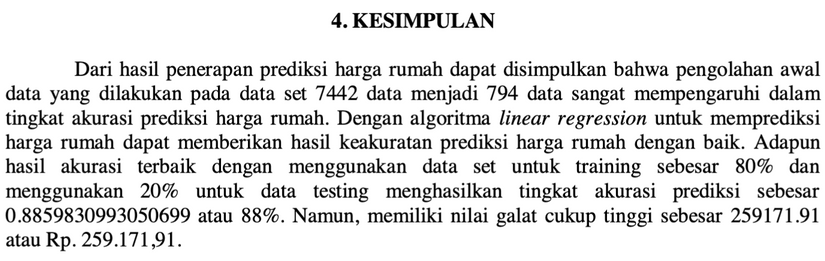 4. KESIMPULAN
Dari hasil penerapan prediksi harga rumah dapat disimpulkan bahwa pengolahan awal
data yang dilakukan pada data set 7442 data menjadi 794 data sangat mempengaruhi dalam
tingkat akurasi prediksi harga rumah. Dengan algoritma linear regression untuk memprediksi
harga rumah dapat memberikan hasil keakuratan prediksi harga rumah dengan baik. Adapun
hasil akurasi terbaik dengan menggunakan data set untuk training sebesar 80% dan
menggunakan 20% untuk data testing menghasilkan tingkat akurasi prediksi sebesar
0.8859830993050699 atau 88%. Namun, memiliki nilai galat cukup tinggi sebesar 259171.91
atau Rp. 259.171,91.